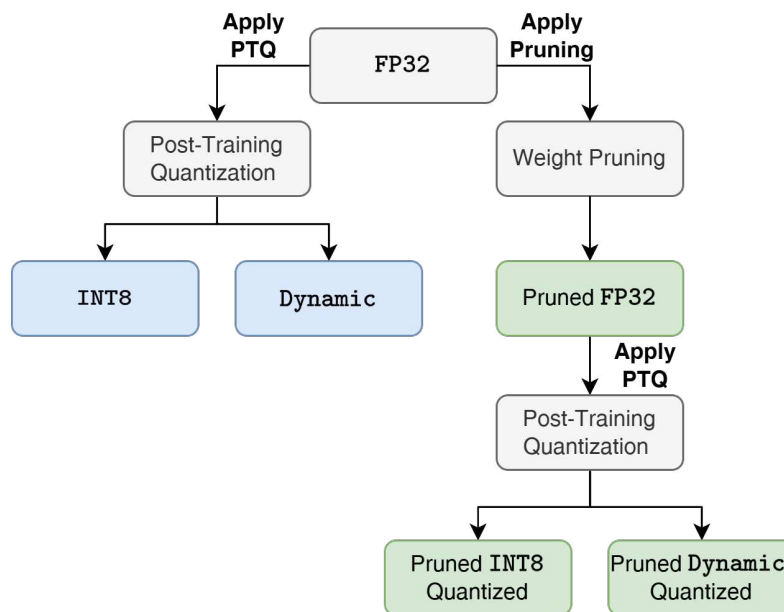 Apply
PTQ
FP32
Apply
Pruning
Post-Training
Quantization
Weight Pruning
INT8
Dynamic
Pruned FP32
Apply
PTQ
Post-Training
Quantization
Pruned INT8
Quantized
Pruned Dynamic
Quantized